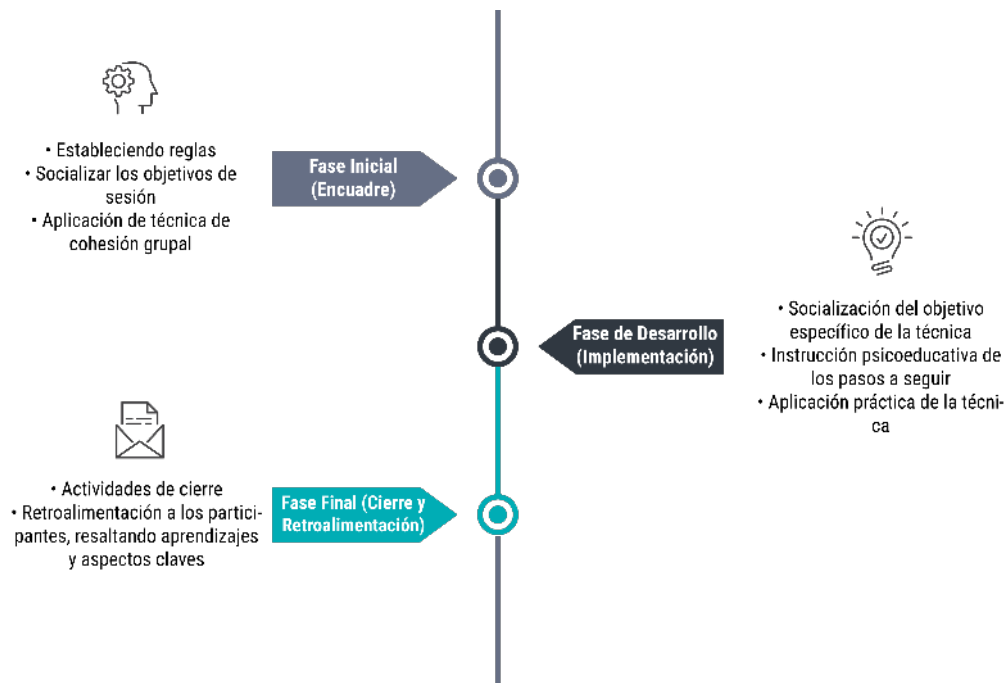 • Estableciendo reglas
• Socializar los objetivos de
sesión
• Aplicación de técnica de
cohesión grupal
Fase Inicial
(Encuadre)
• Socialización del objetivo
específico de la técnica
• Instrucción psicoeducativa de
los pasos a seguir
• Aplicación práctica de la técni-
ca
Fase de Desarrollo
(Implementación)
• Actividades de cierre
• Retroalimentación a los partici-
pantes, resaltando aprendizajes
y aspectos claves
Fase Final (Cierre y
Retroalimentación)